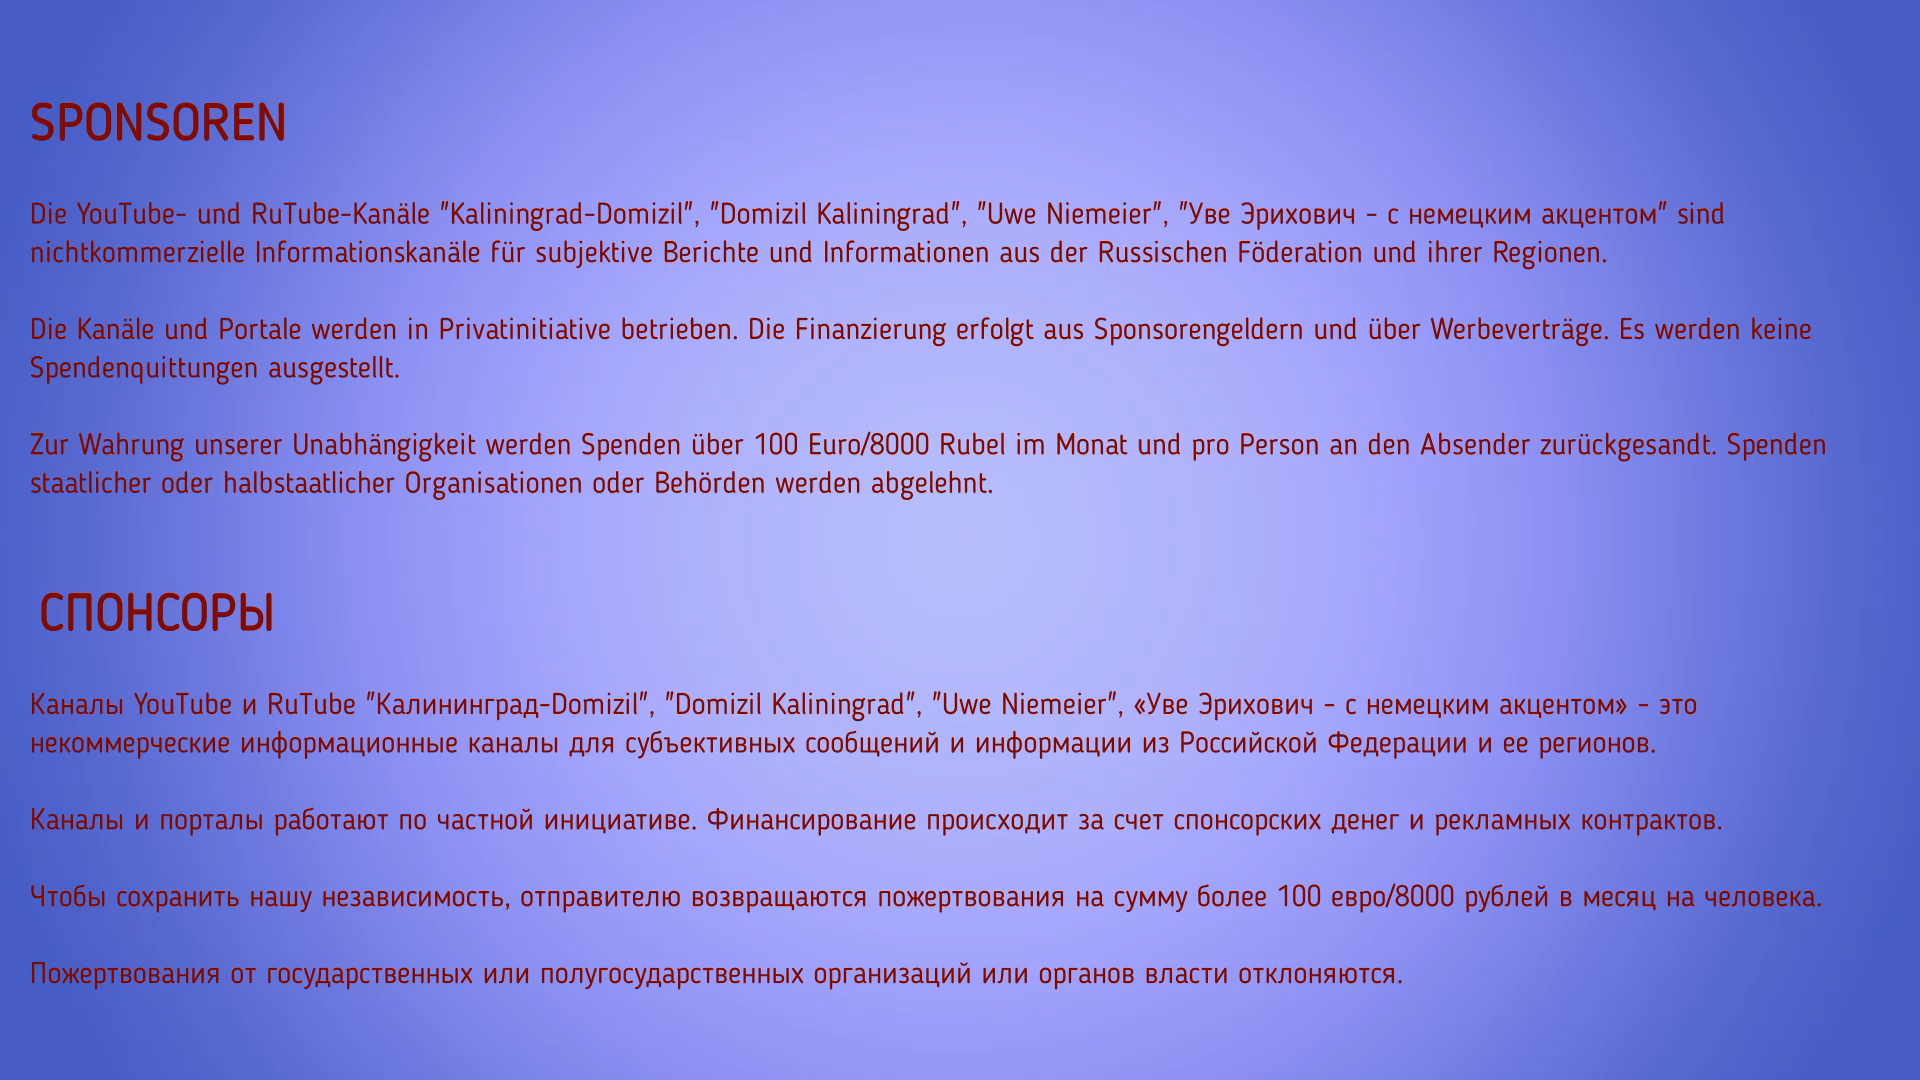 SPONSOREN
Die YouTube- und RuTube-Kanäle "Kaliningrad-Domizil", "Domizil Kaliningrad", "Uwe Niemeier", "Уве Эрихович - с немецким акцентом" sind
nichtkommerzielle Informationskanäle für subjektive Berichte und Informationen aus der Russischen Föderation und ihrer Regionen.
Die Kanäle und Portale werden in Privatinitiative betrieben. Die Finanzierung erfolgt aus Sponsorengeldern und über Werbeverträge. Es werden keine
Spendenquittungen ausgestellt.
Zur Wahrung unserer Unabhängigkeit werden Spenden über 100 Euro/8000 Rubel im Monat und pro Person an den Absender zurückgesandt. Spenden
staatlicher oder halbstaatlicher Organisationen oder Behörden werden abgelehnt.
СПОНСОРЫ
Каналы YouTube и RuTube "Калининград-Domizil", "Domizil Kaliningrad", "Uwe Niemeier", «Уве Эрихович - с немецким акцентом» - это
некоммерческие информационные каналы для субъективных сообщений и информации из Российской Федерации и ее регионов.
Каналы и порталы работают по частной инициативе. Финансирование происходит за счет спонсорских денег и рекламных контрактов.
Чтобы сохранить нашу независимость, отправителю возвращаются пожертвования на сумму более 100 евро/8000 рублей в месяц на человека.
Пожертвования от государственных или полугосударственных организаций или органов власти отклоняются.